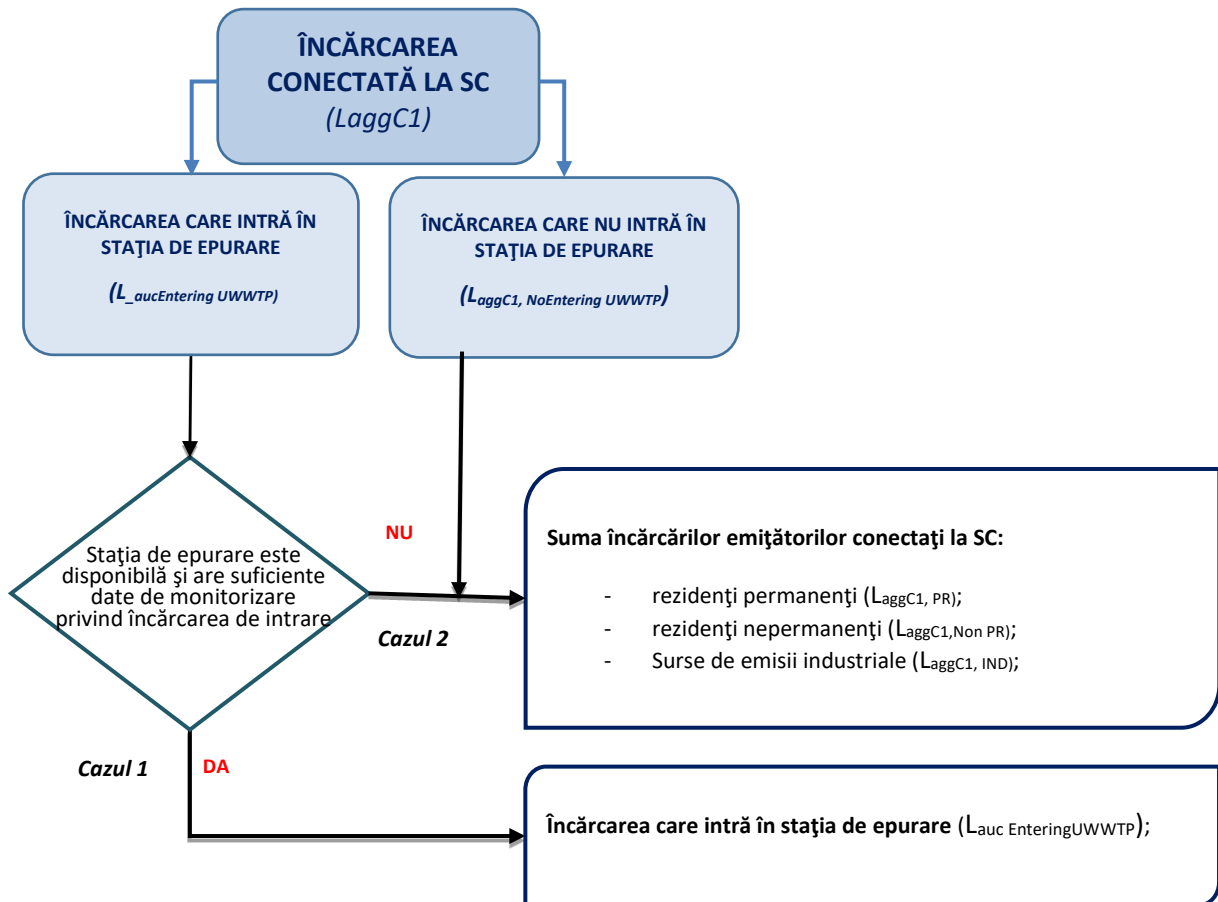 ÎNCĂRCAREA
CONECTATĂ LA SC
(LaggC1)
ÎNCĂRCAREA CARE INTRĂ ÎN
STAŢIA DE EPURARE
(L_aucEntering UWWTP)
ÎNCĂRCAREA CARE NU INTRĂ ÎN
STAŢIA DE EPURARE
(LaggC1, NoEntering UWWTP)
Staţia de epurare este
disponibilă şi are suficiente
date de monitorizare
privind încărcarea de intrare
NU
Cazul 2
Suma încărcărilor emiţătorilor conectaţi la SC:
- rezidenţi permanenţi (LaggC1, PR);
- rezidenţi nepermanenţi (LaggC1,Non PR);
- Surse de emisii industriale (LaggC1, IND);
Cazul 1
DA
Încărcarea care intră în staţia de epurare (Lauc EnteringUWWTP);